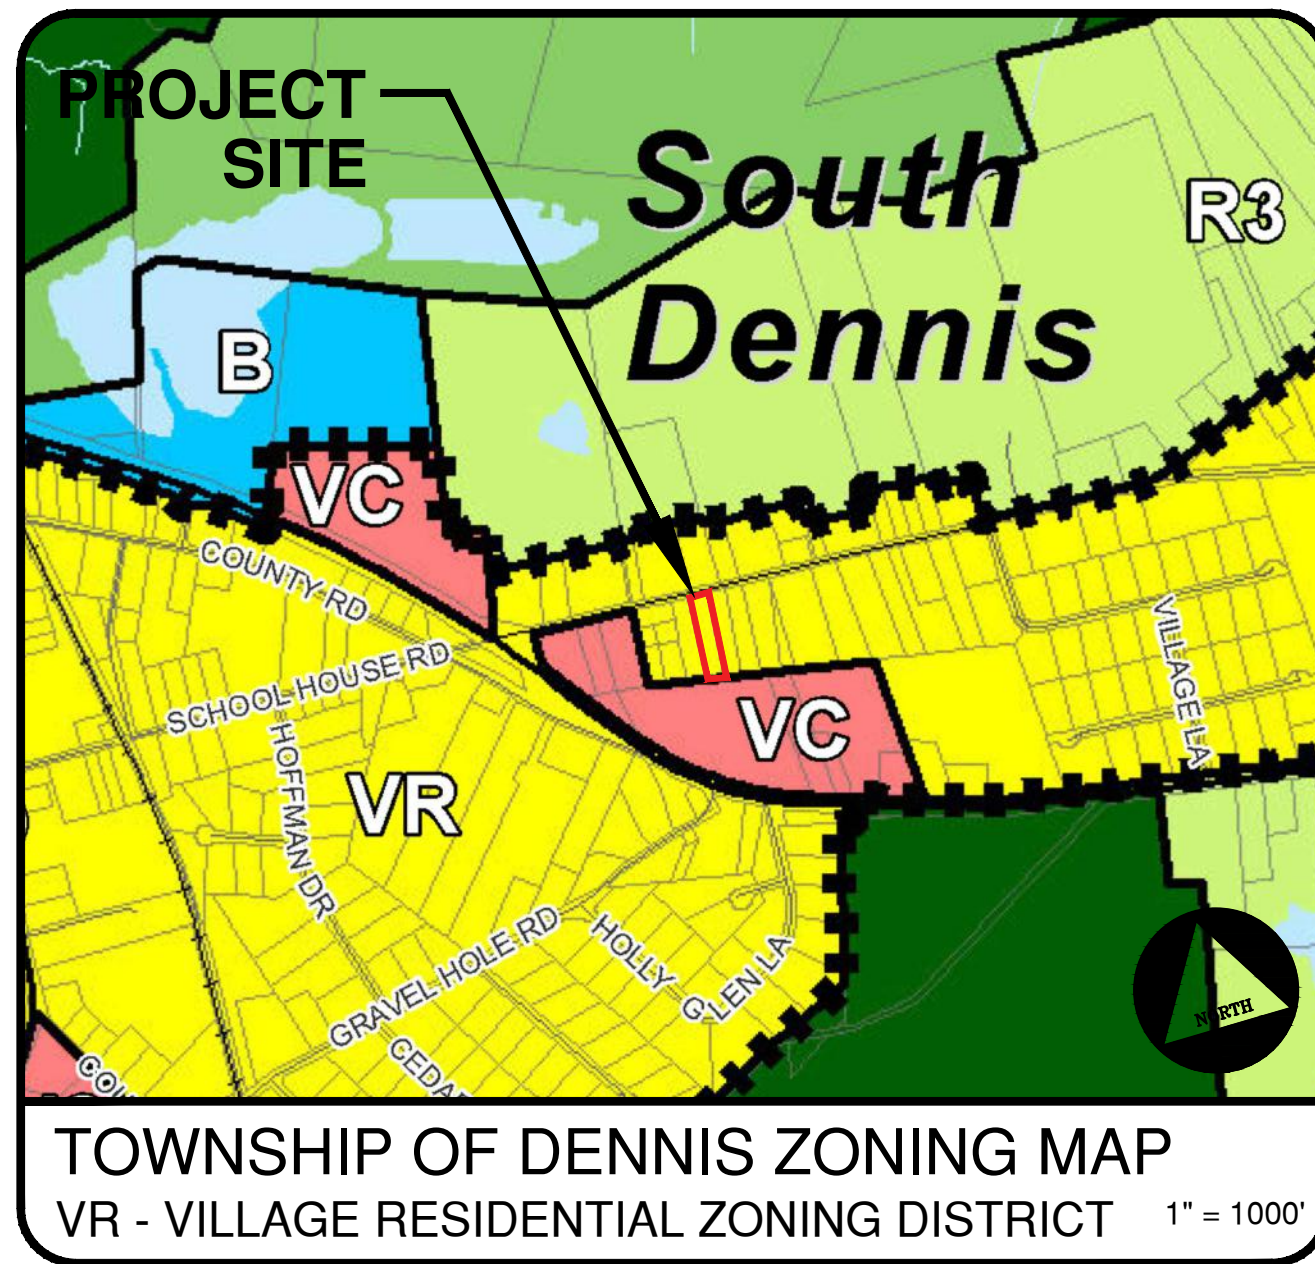 PROJECT
SITE
South
Dennis
R3
B
VC
COUNTY RD
SCHOOL HOUSE RD
HOFFMAN DR
VR
VC
VILLAGE LA
GRAVEL HOLE RD
HOLLY GLEN LA
NORTH
TOWNSHIP OF DENNIS ZONING MAP
VR - VILLAGE RESIDENTIAL ZONING DISTRICT 1" = 1000'